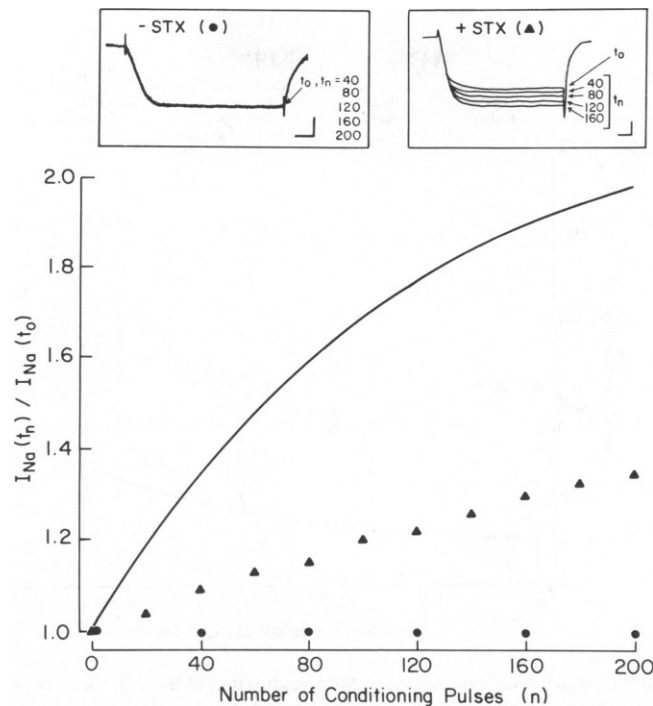 - STX (●)
t₀, tₙ = 40
80
120
160
200
+ STX (▲)
t₀
40
80
120
160
tₙ
2.0
1.8
1.6
1.4
1.2
1.0
I_Na(tₙ) / I_Na(t₀)
0
40
80
120
160
200
Number of Conditioning Pulses (n)